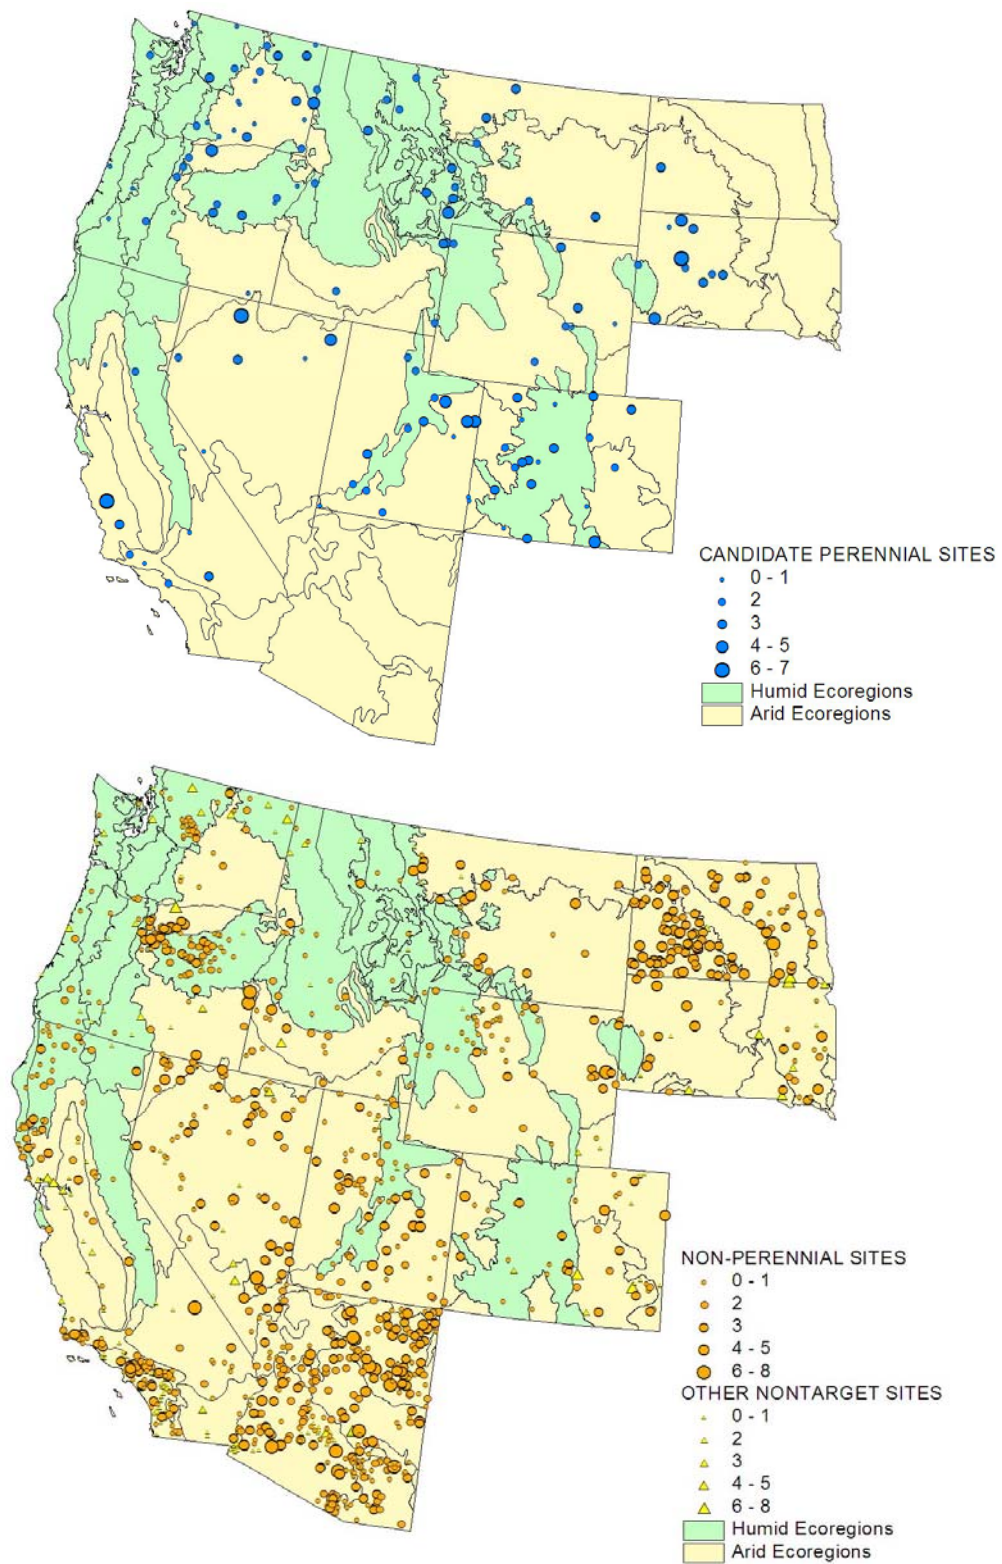 CANDIDATE PERENNIAL SITES
0 - 1
2
3
4 - 5
6 - 7
Humid Ecoregions
Arid Ecoregions
NON-PERENNIAL SITES
0 - 1
2
3
4 - 5
6 - 8
OTHER NONTARGET SITES
0 - 1
2
3
4 - 5
6 - 8
Humid Ecoregions
Arid Ecoregions